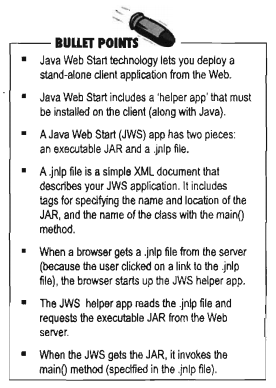 BULLET POINTS
▪ Java Web Start technology lets you deploy a
stand-alone client application from the Web.
▪ Java Web Start includes a 'helper app' that must
be installed on the client (along with Java).
▪ A Java Web Start (JWS) app has two pieces:
an executable JAR and a .jnlp file.
▪ A .jnlp file is a simple XML document that
describes your JWS application. It includes
tags for specifying the name and location of the
JAR, and the name of the class with the main()
method.
▪ When a browser gets a .jnlp file from the server
(because the user clicked on a link to the .jnlp
file), the browser starts up the JWS helper app.
▪ The JWS helper app reads the .jnlp file and
requests the executable JAR from the Web
server.
▪ When the JWS gets the JAR, it invokes the
main() method (specified in the .jnlp file).